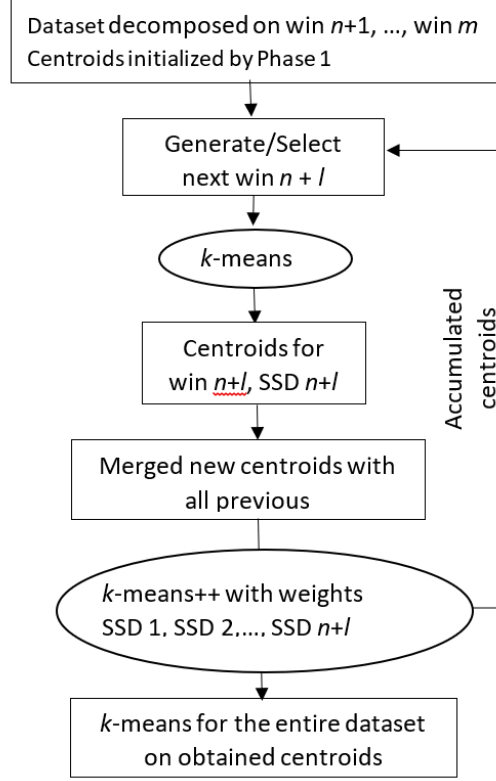 Dataset decomposed on win n+1, ..., win m
Centroids initialized by Phase 1
Generate/Select
next win n + l
k-means
Centroids for
win n+l, SSD n+l
Accumulated
centroids
Merged new centroids with
all previous
k-means++ with weights
SSD 1, SSD 2,..., SSD n+l
k-means for the entire dataset
on obtained centroids